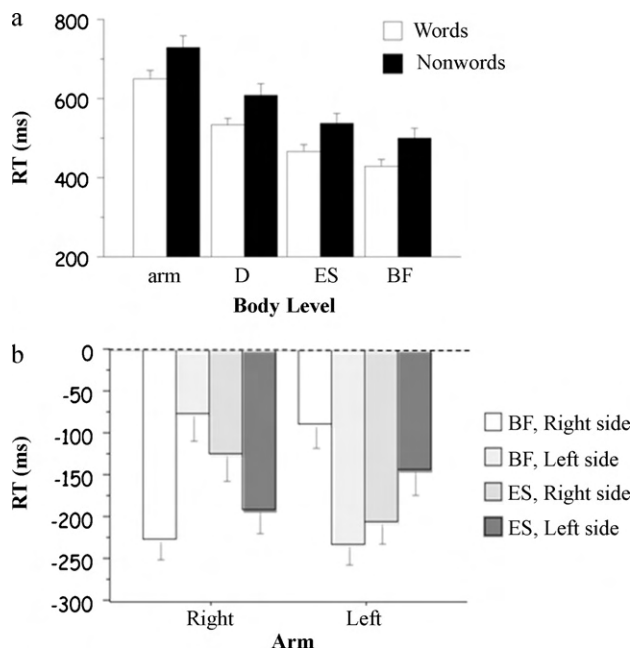 a
800
600
400
200
RT (ms)
Words
Nonwords
arm D ES BF
Body Level
b
0
-50
-100
-150
-200
-250
-300
RT (ms)
BF, Right side
BF, Left side
ES, Right side
ES, Left side
Right Left
Arm